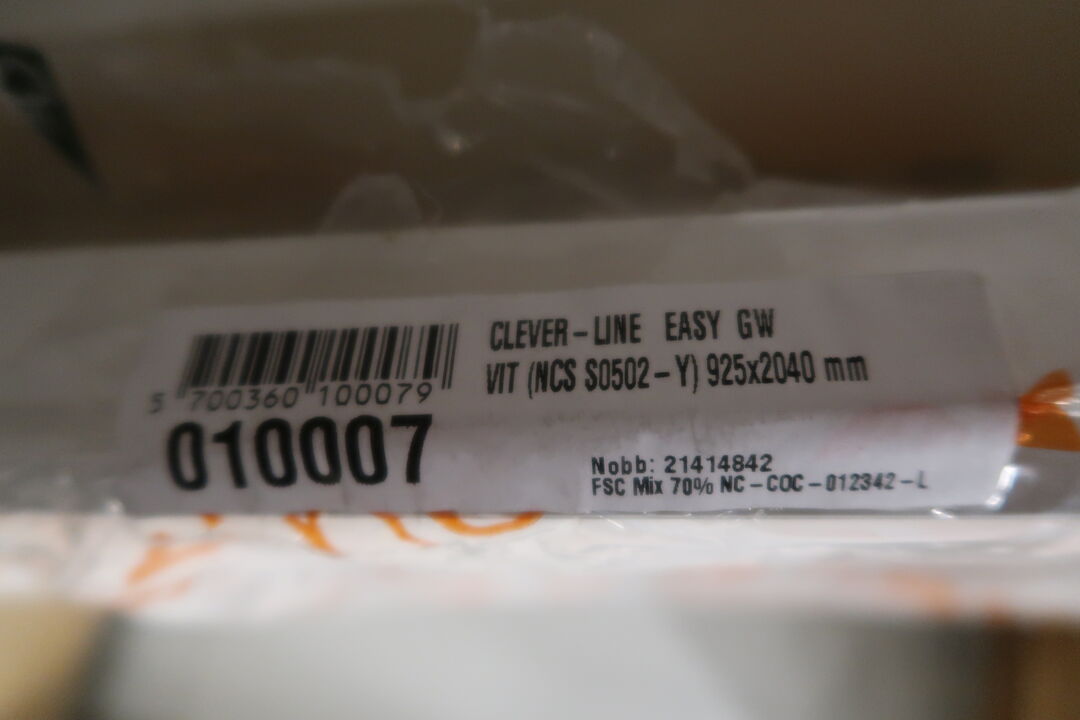 CLEVER-LINE EASY GW
VIT (NCS S0502-Y) 925x2040 mm
5 700360 100079
010007
Nobb: 21414842
FSC Mix 70% NC-COC-012342-L